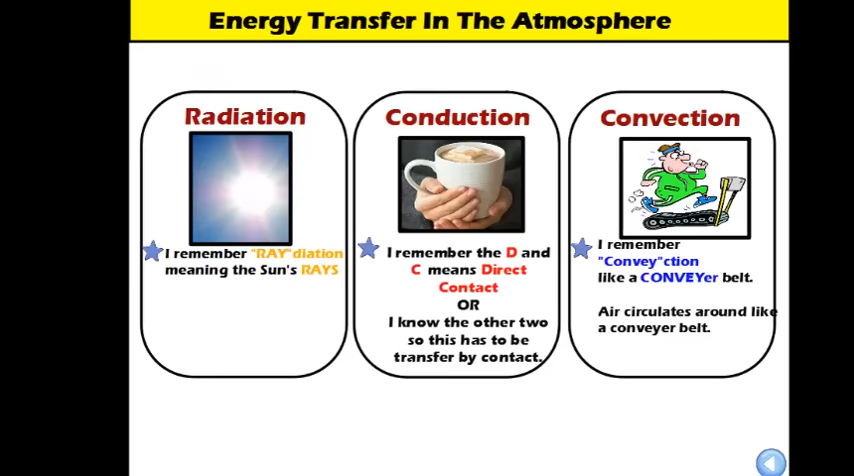 Energy Transfer In The Atmosphere
Radiation
I remember "RAY"diation
meaning the Sun's RAYS
Conduction
I remember the D and
C means Direct
Contact
OR
I know the other two
so this has to be
transfer by contact.
Convection
I remember
"Convey"ction
like a CONVEYer belt.
Air circulates around like
a conveyer belt.